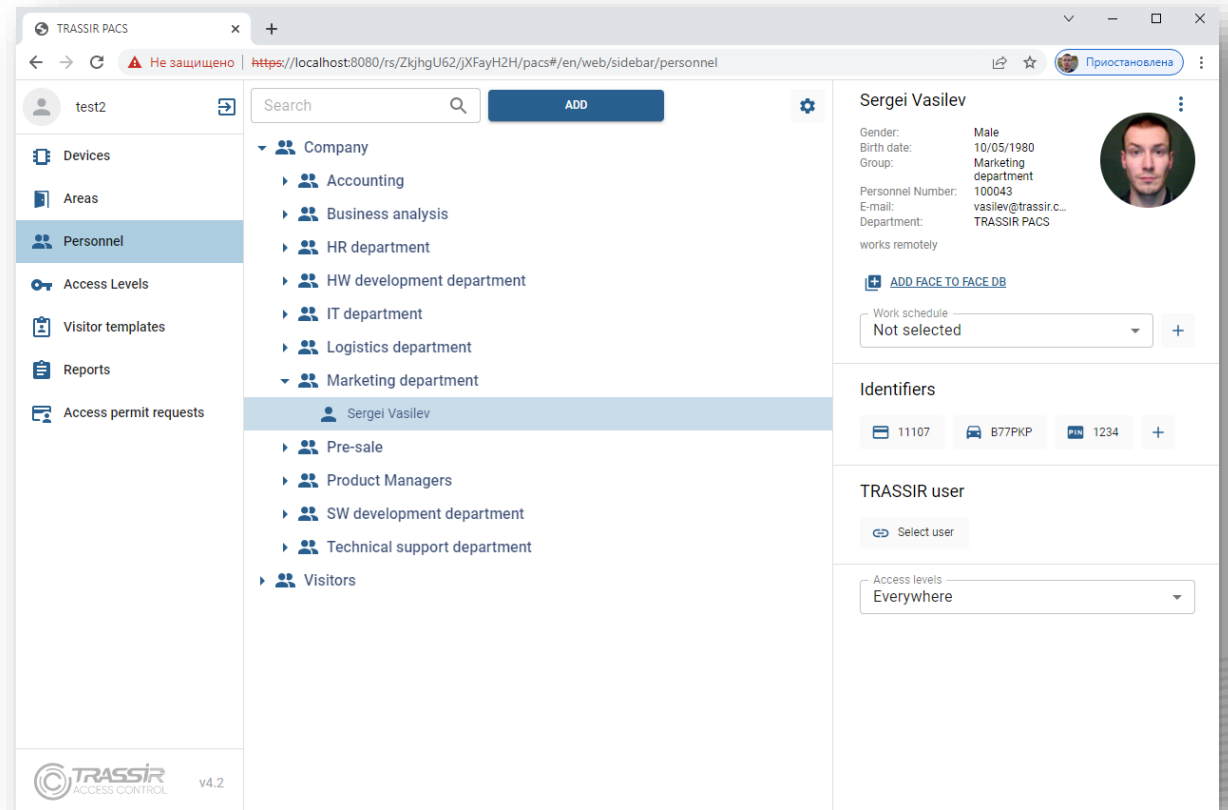 TRASSIR PACS
Не защищено
https://localhost:8080/rs/ZkjhgU62/jXFayH2H/pacs#/en/web/sidebar/personnel
Приостановлена
test2
Devices
Areas
Personnel
Access Levels
Visitor templates
Reports
Access permit requests
TRASSIR
ACCESS CONTROL
v4.2
Search
ADD
Company
Accounting
Business analysis
HR department
HW development department
IT department
Logistics department
Marketing department
Sergei Vasilev
Pre-sale
Product Managers
SW development department
Technical support department
Visitors
Sergei Vasilev
Gender: Male
Birth date: 10/05/1980
Group: Marketing
department
Personnel Number: 100043
E-mail: vasilev@trassir.c...
Department: TRASSIR PACS
works remotely
ADD FACE TO FACE DB
Work schedule
Not selected
Identifiers
11107 B77PKP PIN 1234
TRASSIR user
Select user
Access levels
Everywhere